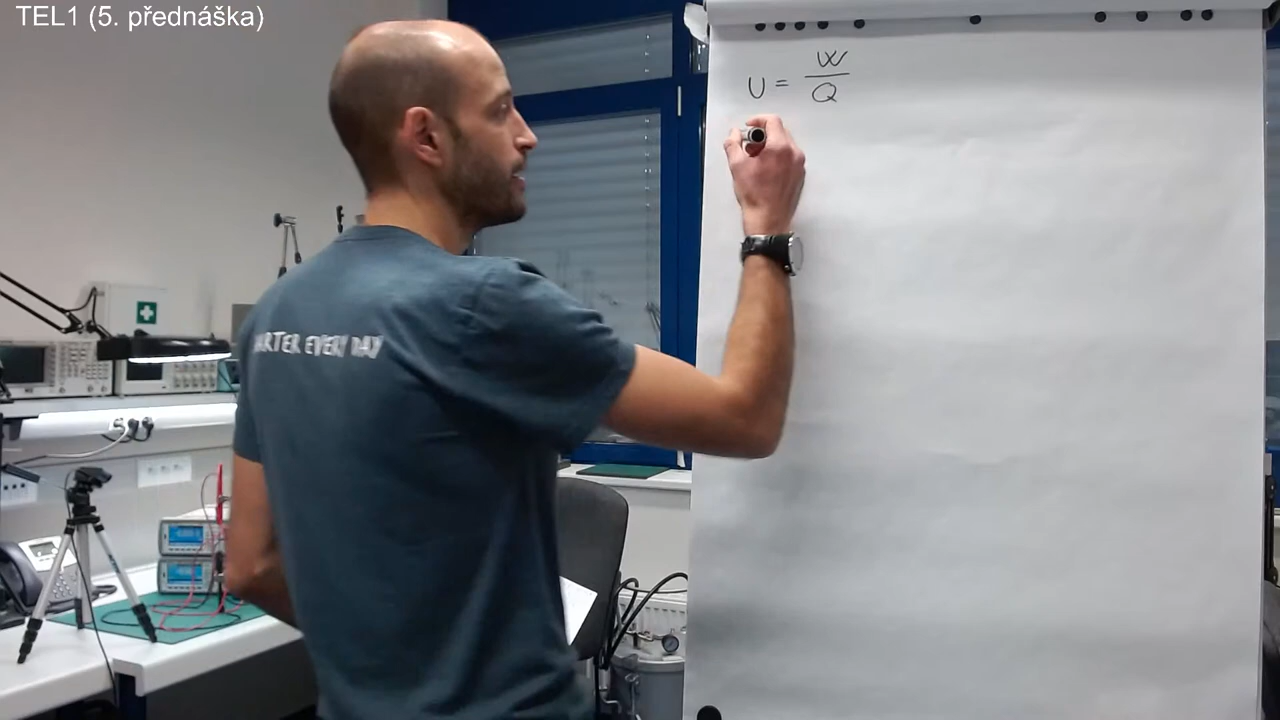 TEL1 (5. přednáška)
U = W / Q
ARTER EVERY DAY